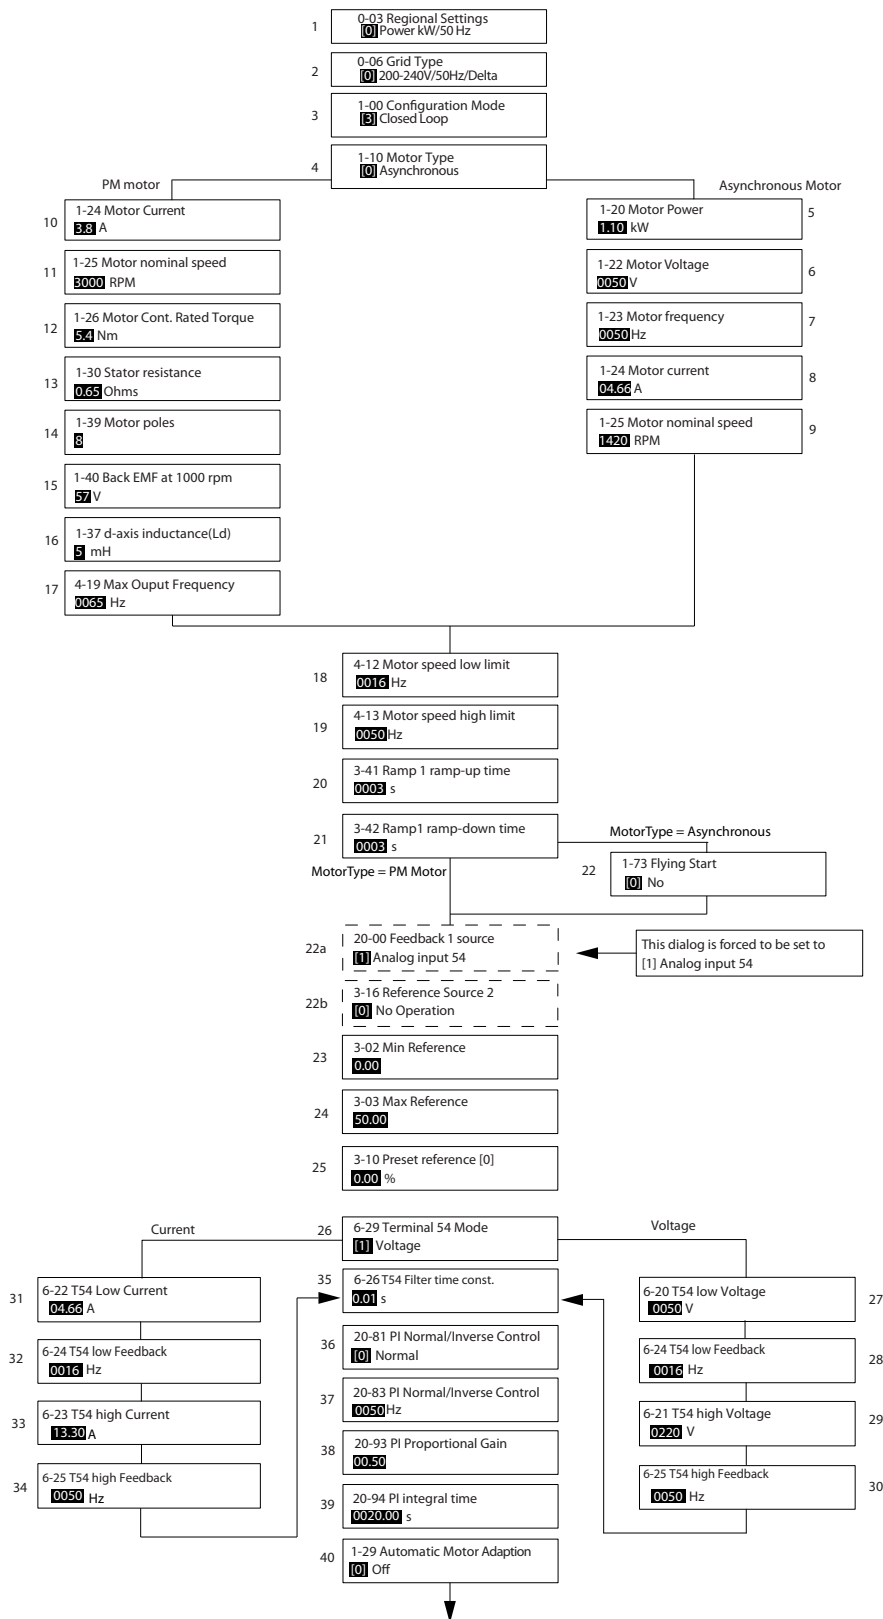 1
0-03 Regional Settings
[0] Power kW/50 Hz
2
0-06 Grid Type
[0] 200-240V/50Hz/Delta
3
1-00 Configuration Mode
[3] Closed Loop
4
1-10 Motor Type
[0] Asynchronous
PM motor
10
1-24 Motor Current
3.8 A
11
1-25 Motor nominal speed
3000 RPM
12
1-26 Motor Cont. Rated Torque
5.4 Nm
13
1-30 Stator resistance
0.65 Ohms
14
1-39 Motor poles
8
15
1-40 Back EMF at 1000 rpm
57 V
16
1-37 d-axis inductance(Ld)
5 mH
17
4-19 Max Ouput Frequency
0065 Hz
Asynchronous Motor
1-20 Motor Power
1.10 kW
5
1-22 Motor Voltage
0050 V
6
1-23 Motor frequency
0050 Hz
7
1-24 Motor current
04.66 A
8
1-25 Motor nominal speed
1420 RPM
9
18
4-12 Motor speed low limit
0016 Hz
19
4-13 Motor speed high limit
0050 Hz
20
3-41 Ramp 1 ramp-up time
0003 s
21
3-42 Ramp1 ramp-down time
0003 s
MotorType = Asynchronous
22
1-73 Flying Start
[0] No
MotorType = PM Motor
22a
20-00 Feedback 1 source
[1] Analog input 54
This dialog is forced to be set to
[1] Analog input 54
22b
3-16 Reference Source 2
[0] No Operation
23
3-02 Min Reference
0.00
24
3-03 Max Reference
50.00
25
3-10 Preset reference [0]
0.00 %
26
6-29 Terminal 54 Mode
[1] Voltage
Current
31
6-22 T54 Low Current
04.66 A
32
6-24 T54 low Feedback
0016 Hz
33
6-23 T54 high Current
13.30 A
34
6-25 T54 high Feedback
0050 Hz
Voltage
6-20 T54 low Voltage
0050 V
27
6-24 T54 low Feedback
0016 Hz
28
6-21 T54 high Voltage
0220 V
29
6-25 T54 high Feedback
0050 Hz
30
35
6-26 T54 Filter time const.
0.01 s
36
20-81 PI Normal/Inverse Control
[0] Normal
37
20-83 PI Normal/Inverse Control
0050 Hz
38
20-93 PI Proportional Gain
00.50
39
20-94 PI integral time
0020.00 s
40
1-29 Automatic Motor Adaption
[0] Off